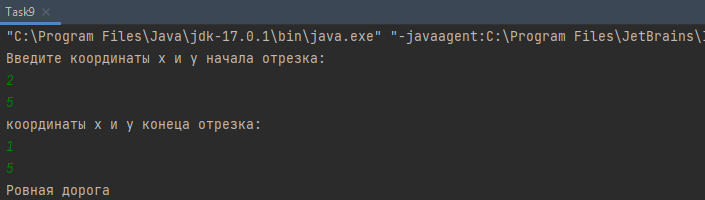 Task9
"C:\Program Files\Java\jdk-17.0.1\bin\java.exe" "-javaagent:C:\Program Files\JetBrains\
Введите координаты x и y начала отрезка:
2
5
координаты x и y конеца отрезка:
1
5
Ровная дорога